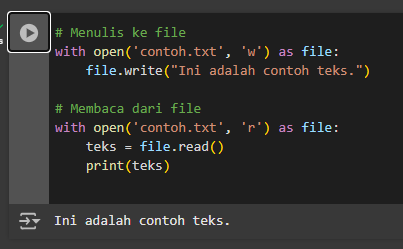 # Menulis ke file
with open('contoh.txt', 'w') as file:
    file.write("Ini adalah contoh teks.")
# Membaca dari file
with open('contoh.txt', 'r') as file:
    teks = file.read()
    print(teks)
Ini adalah contoh teks.